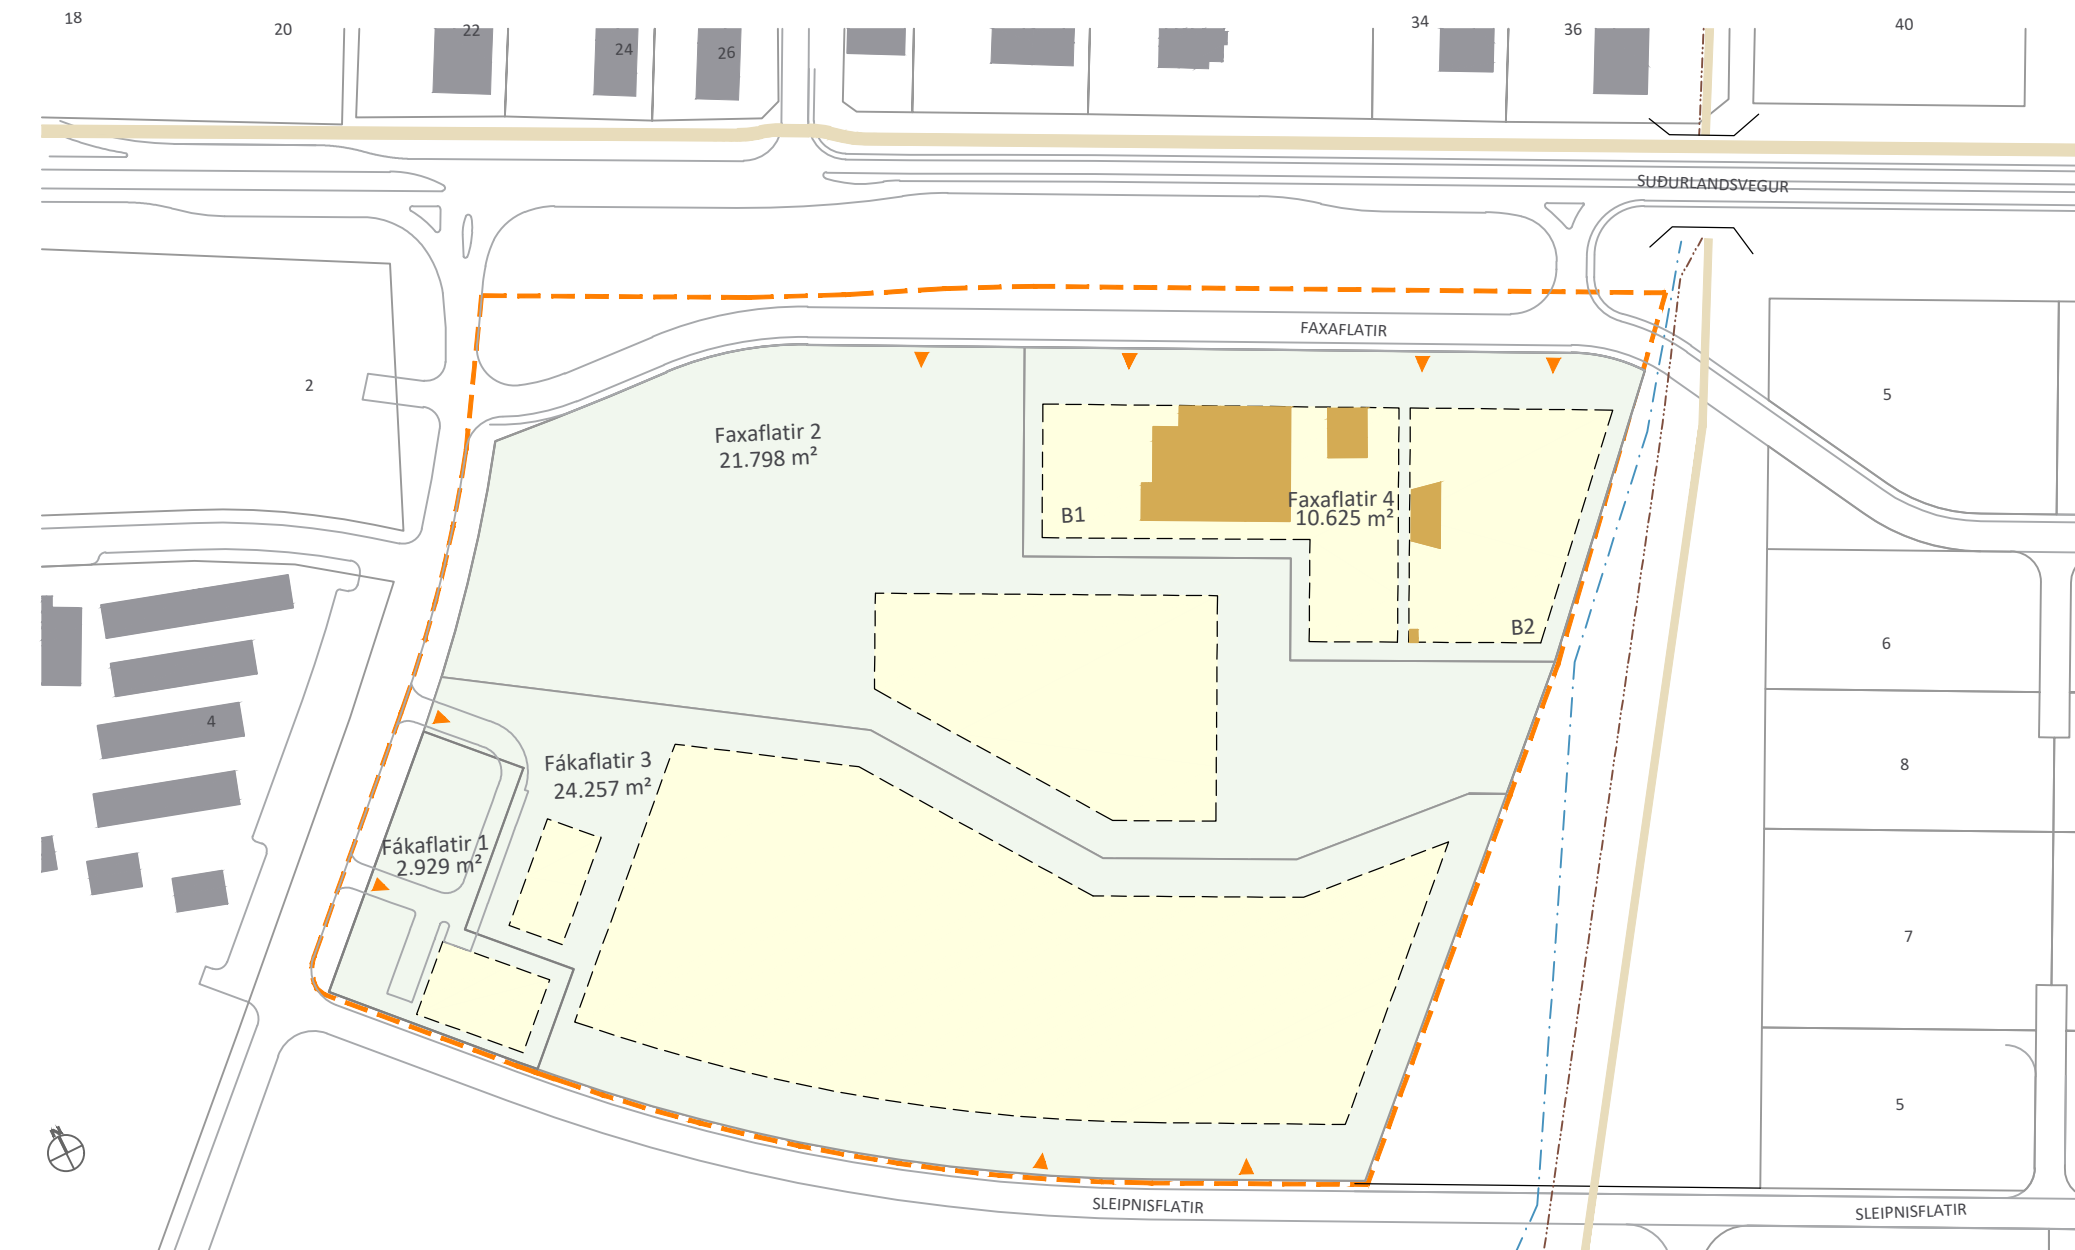 18
20
22
24
26
34
36
40
SUÐURLANDSVEGUR
FAXAFLATIR
2
5
Faxaflatir 2
21.798 m²
Faxaflatir 4
10.625 m²
B1
B2
6
4
Fákaflatir 3
24.257 m²
8
Fákaflatir 1
2.929 m²
7
5
N
SLEIPNISFLATIR
SLEIPNISFLATIR